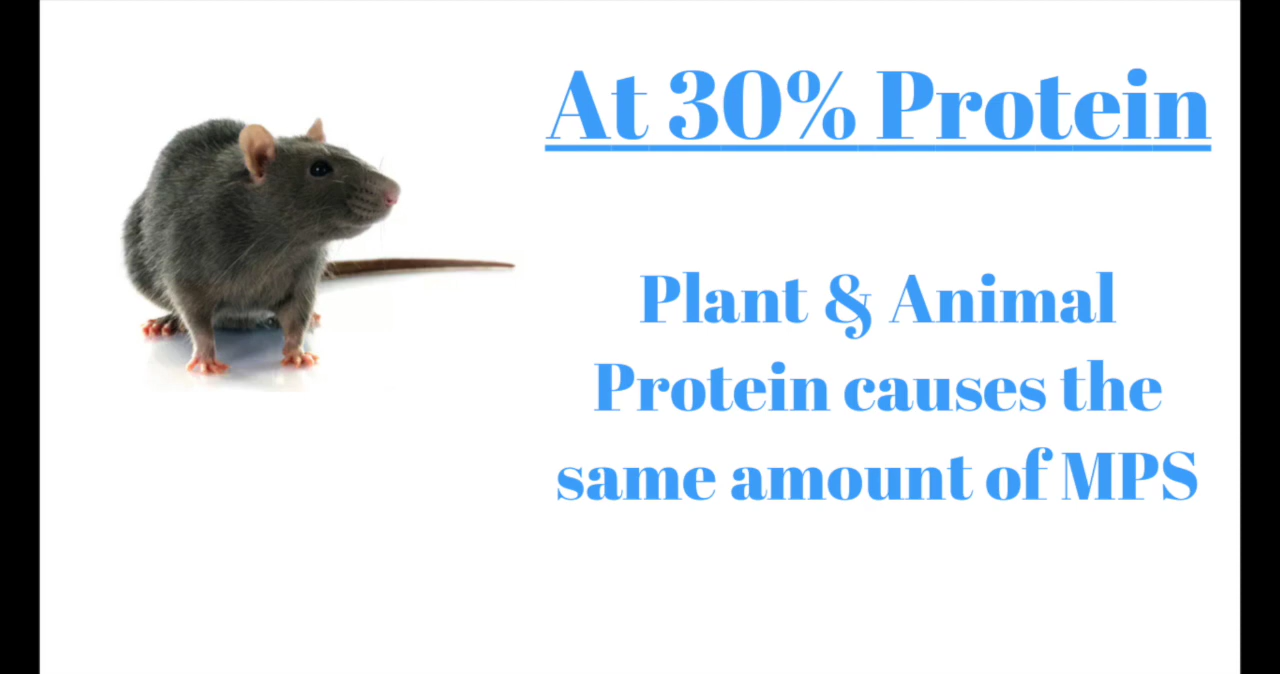 At 30% Protein
Plant & Animal
Protein causes the
same amount of MPS